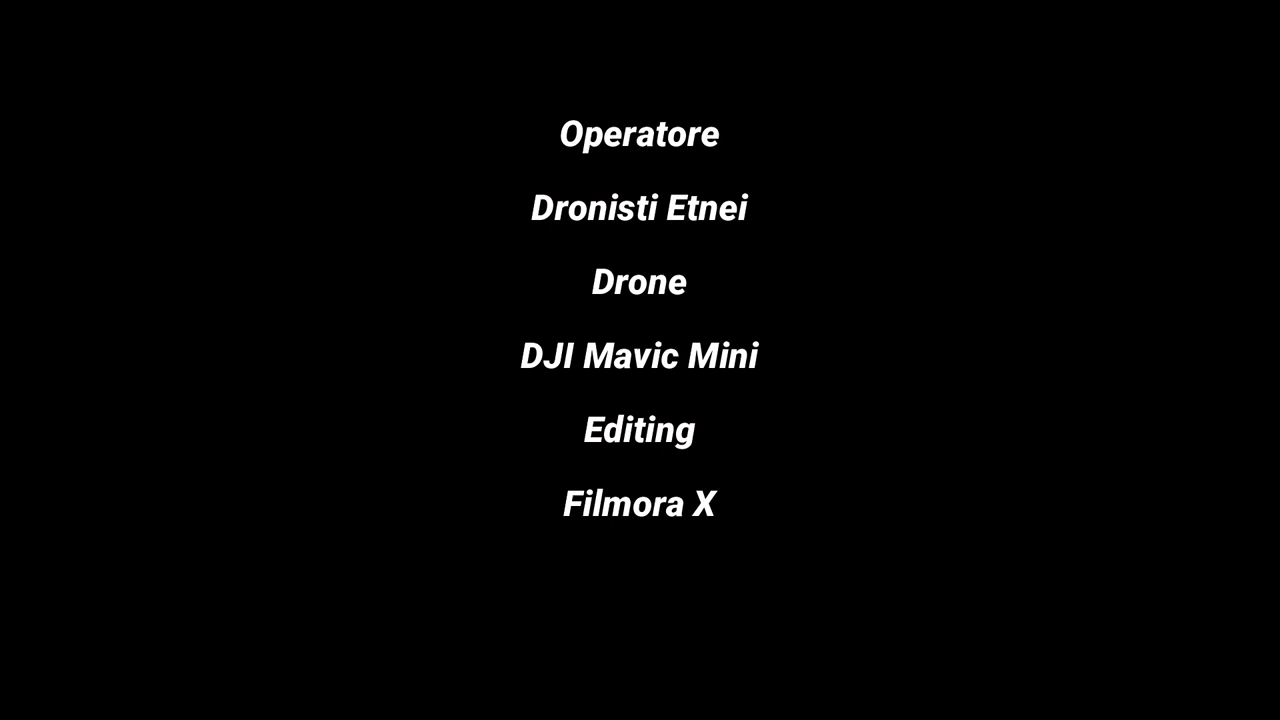 Operatore
Dronisti Etnei
Drone
DJI Mavic Mini
Editing
Filmora X